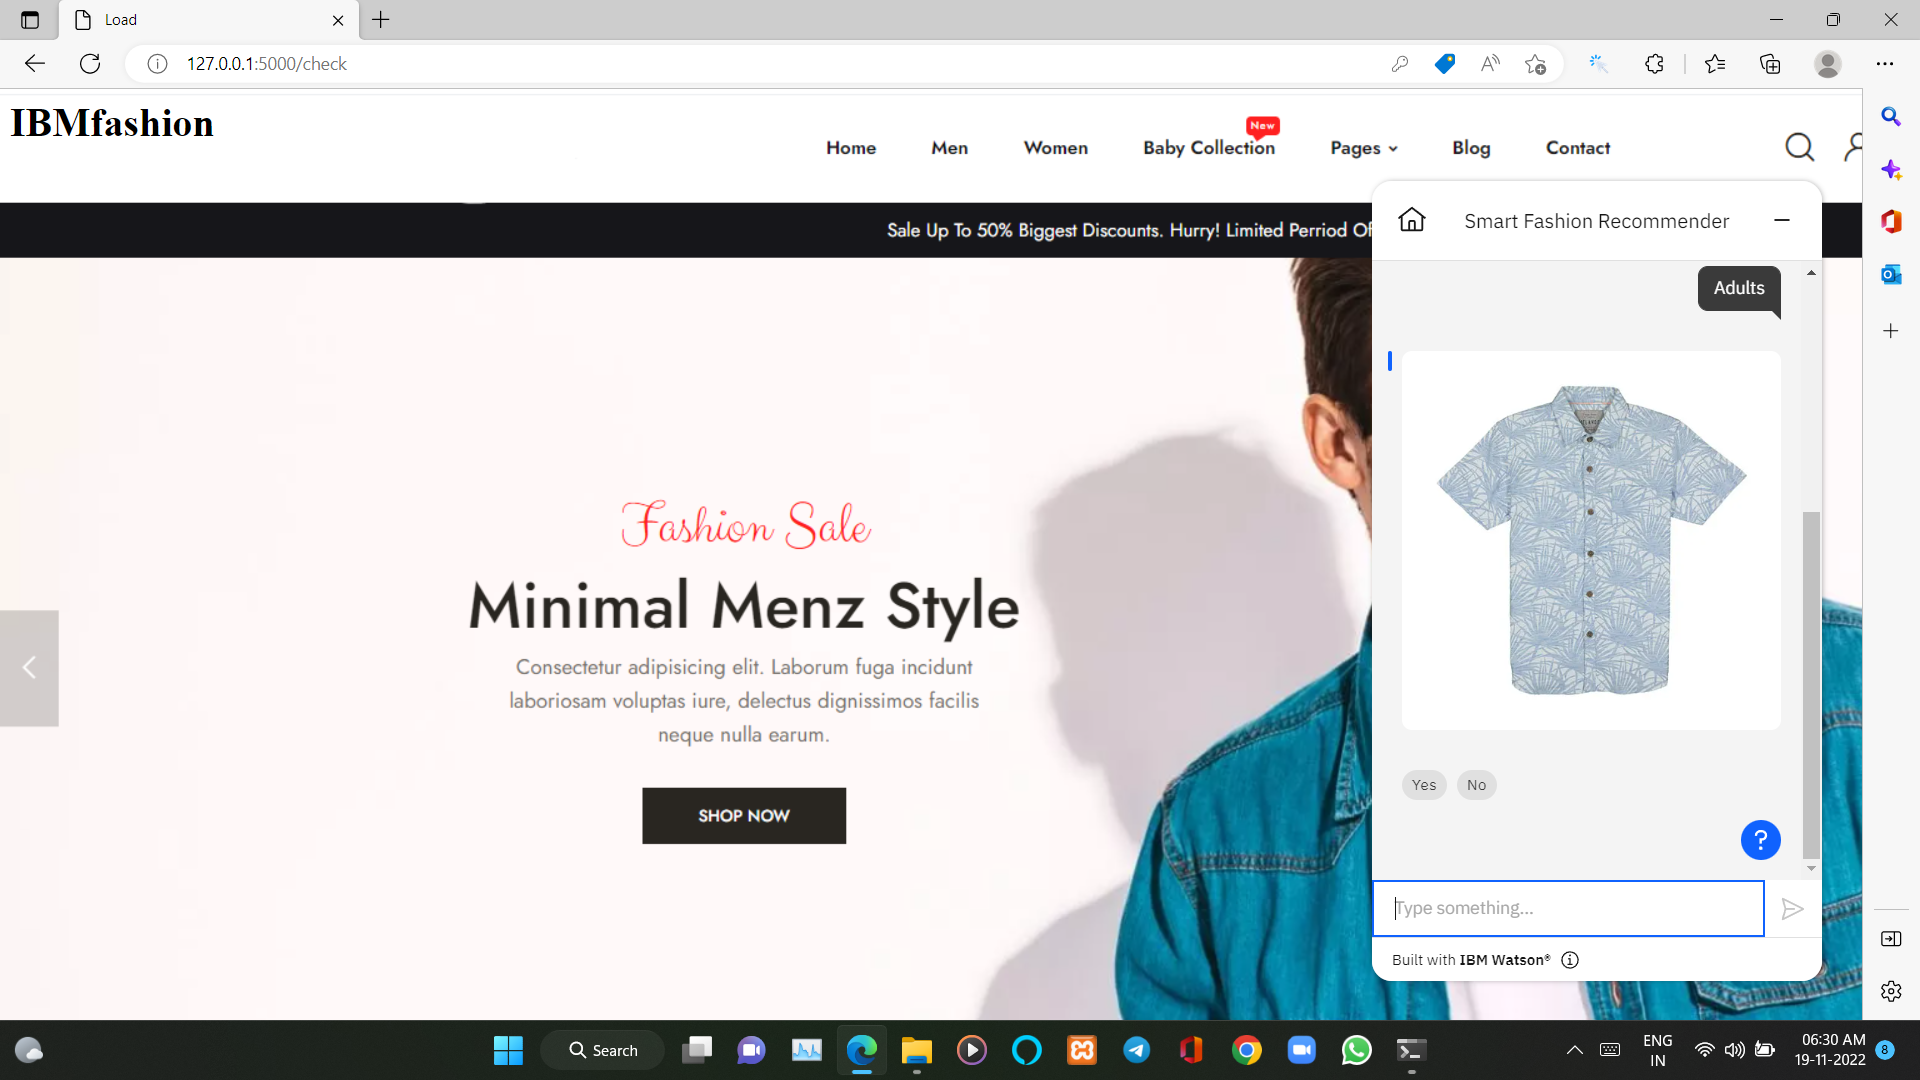 Load
127.0.0.1:5000/check
IBMfashion
New
Home
Men
Women
Baby Collection
Pages
Blog
Contact
Sale Up To 50% Biggest Discounts. Hurry! Limited Perriod Of
Smart Fashion Recommender
Adults
Fashion Sale
Minimal Menz Style
Consectetur adipisicing elit. Laborum fuga incidunt
laboriosam voluptas iure, delectus dignissimos facilis
neque nulla earum.
SHOP NOW
Yes
No
?
Type something...
Built with IBM Watson®
Search
ENG
IN
06:30 AM
19-11-2022
8